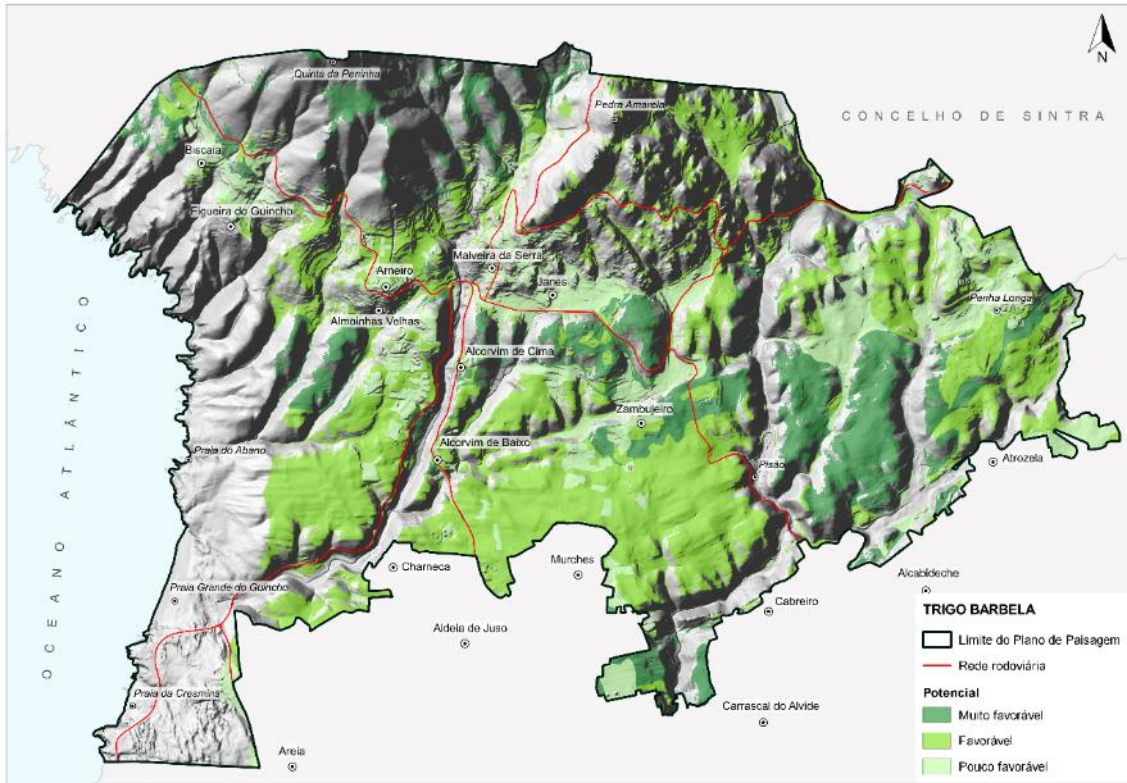 N
CONCELHO DE SINTRA
Quinta da Peninha
Pedra Amarela
Biscaia
Figueira do Guincho
Malveira da Serra
Arneiro
Janes
Penha Longa
Almoinhas Velhas
OCEANO ATLÂNTICO
Alcorvim de Cima
Zambujeiro
Praia do Abano
Alcorvim de Baixo
Atrozela
Pisão
Charneca
Murches
Alcabideche
Praia Grande do Guincho
Cabreiro
Aldeia de Juso
Praia da Cresmina
Carrascal do Alvide
Areia
TRIGO BARBELA
Limite do Plano de Paisagem
Rede rodoviária
Potencial
Muito favorável
Favorável
Pouco favorável